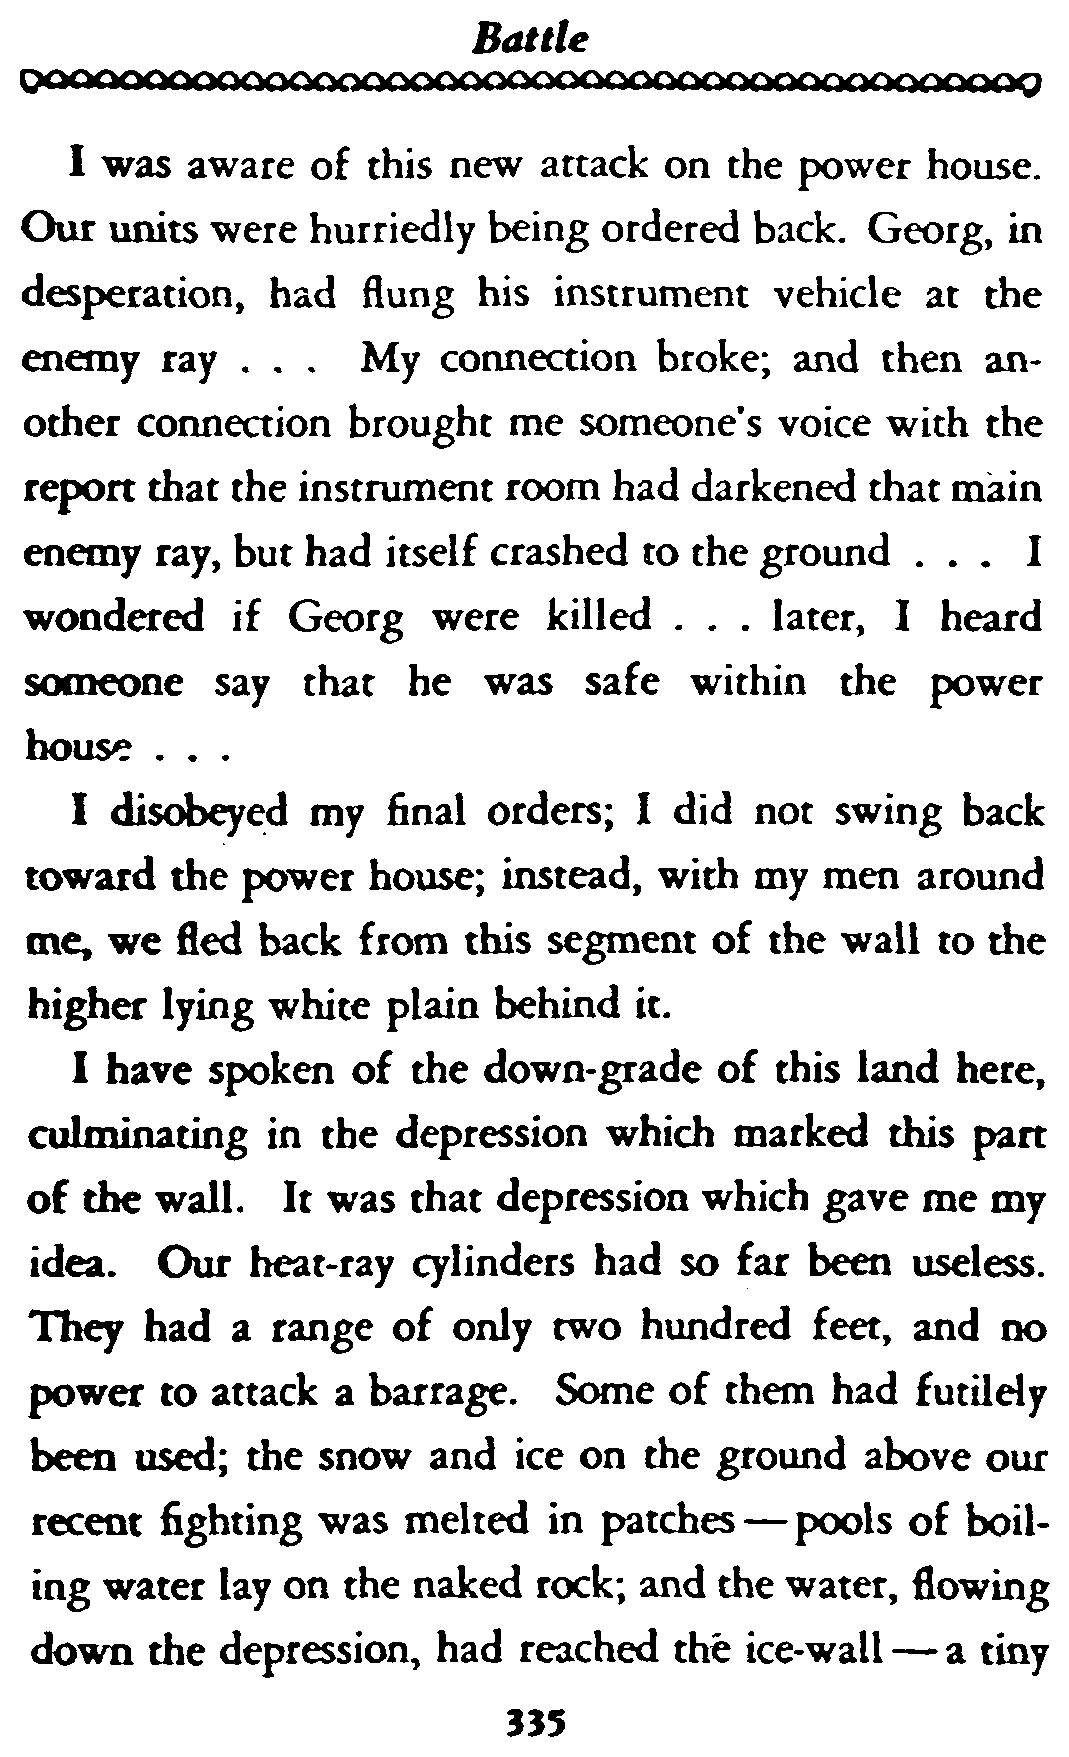 Battle
I was aware of this new attack on the power house.
Our units were hurriedly being ordered back. Georg, in
desperation, had flung his instrument vehicle at the
enemy ray . . . My connection broke; and then an-
other connection brought me someone's voice with the
report that the instrument room had darkened that main
enemy ray, but had itself crashed to the ground . . . I
wondered if Georg were killed . . . later, I heard
someone say that he was safe within the power
house . . .
I disobeyed my final orders; I did not swing back
toward the power house; instead, with my men around
me, we fled back from this segment of the wall to the
higher lying white plain behind it.
I have spoken of the down-grade of this land here,
culminating in the depression which marked this part
of the wall. It was that depression which gave me my
idea. Our heat-ray cylinders had so far been useless.
They had a range of only two hundred feet, and no
power to attack a barrage. Some of them had futilely
been used; the snow and ice on the ground above our
recent fighting was melted in patches — pools of boil-
ing water lay on the naked rock; and the water, flowing
down the depression, had reached the ice-wall — a tiny
335